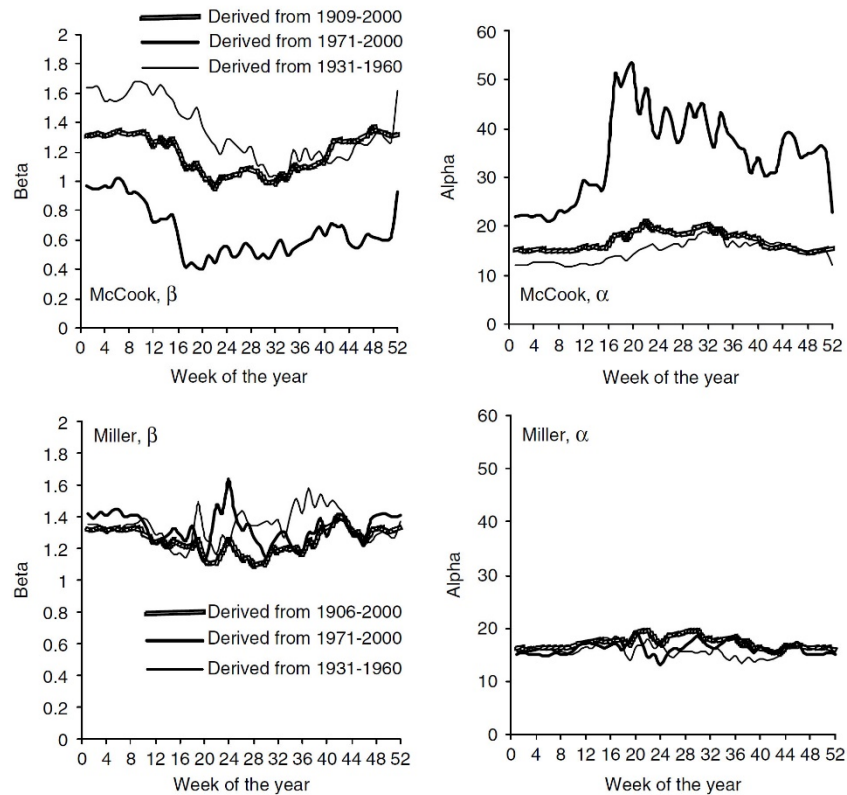 Derived from 1909-2000
Derived from 1971-2000
Derived from 1931-1960
2
1.8
1.6
1.4
1.2
1
0.8
0.6
0.4
0.2
0
Beta
McCook, β
0 4 8 12 16 20 24 28 32 36 40 44 48 52
Week of the year
60
50
40
30
20
10
0
Alpha
McCook, α
0 4 8 12 16 20 24 28 32 36 40 44 48 52
Week of the year
2
1.8
1.6
1.4
1.2
1
0.8
0.6
0.4
0.2
0
Beta
Miller, β
Derived from 1906-2000
Derived from 1971-2000
Derived from 1931-1960
0 4 8 12 16 20 24 28 32 36 40 44 48 52
Week of the year
60
50
40
30
20
10
0
Alpha
Miller, α
0 4 8 12 16 20 24 28 32 36 40 44 48 52
Week of the year